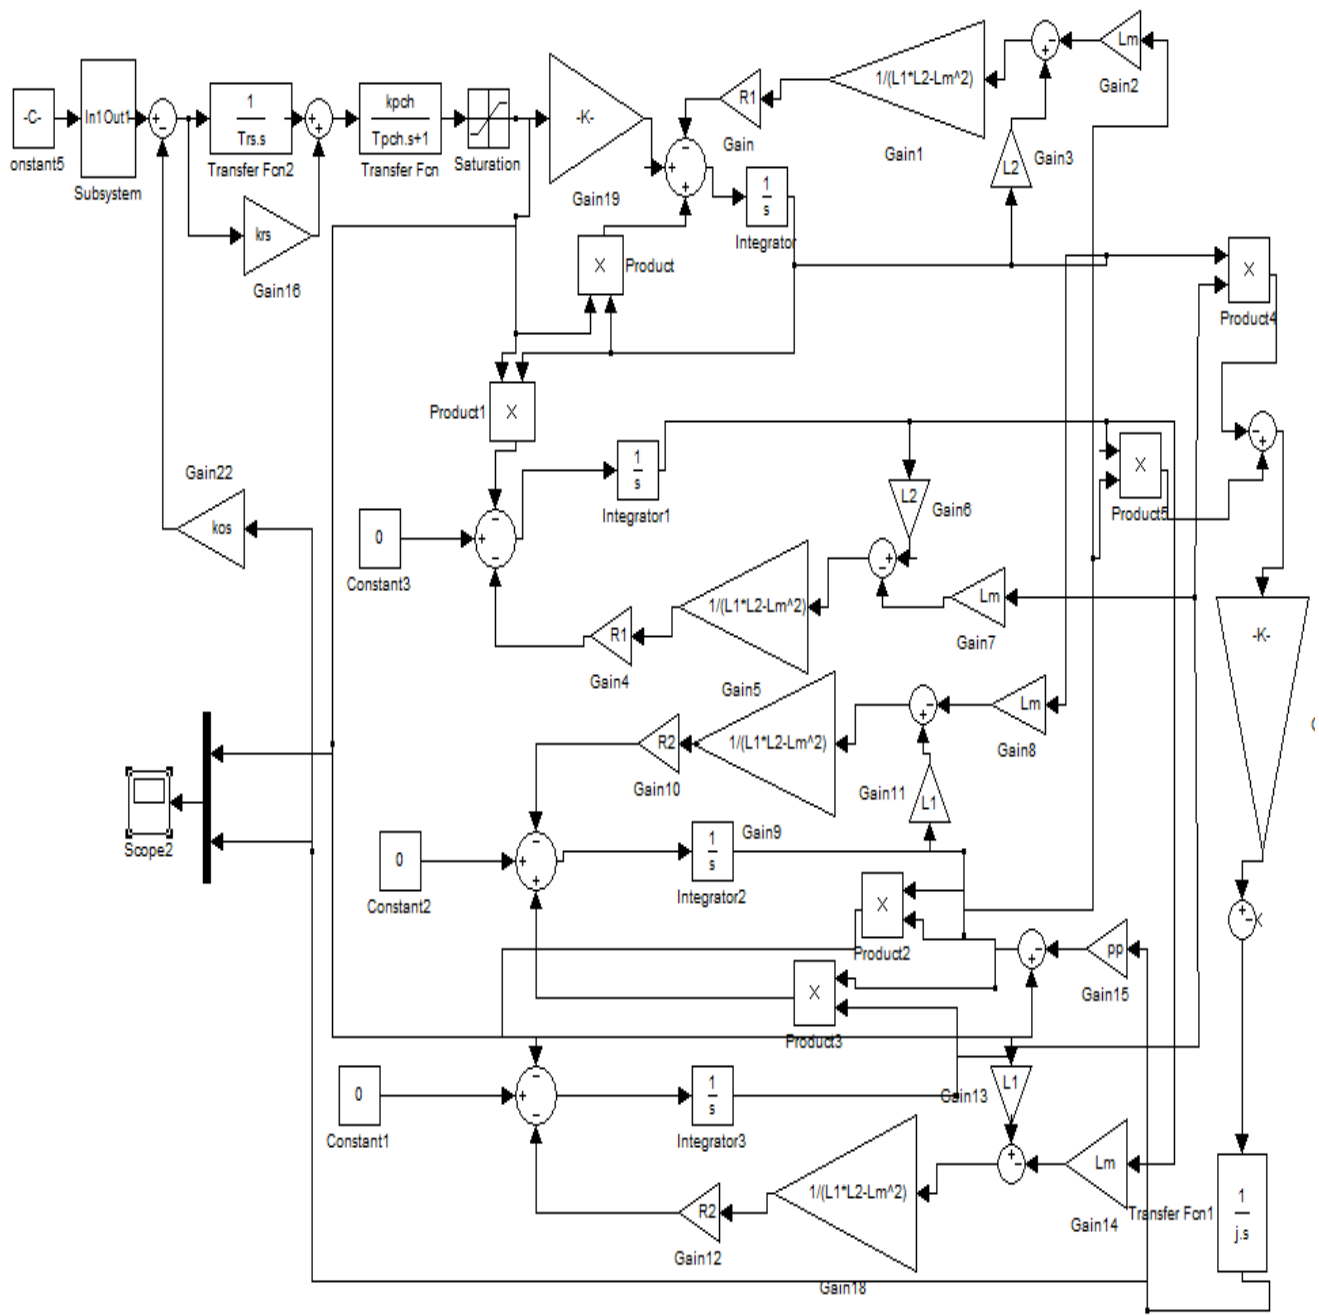 -C-
onstant5
In1Out1
Subsystem
1
Trs.s
Transfer Fcn2
krs
Gain16
kpch
Tpch.s+1
Transfer Fcn
Saturation
-K-
Gain19
R1
Gain
1/(L1*L2-Lm^2)
Gain1
Lm
Gain2
L2
Gain3
1
s
Integrator
X
Product
X
Product4
X
Product1
1
s
Integrator1
L2
Gain6
X
Product5
Gain22
kos
0
Constant3
1/(L1*L2-Lm^2)
Gain5
R1
Gain4
Lm
Gain7
-K-
Lm
Gain8
1/(L1*L2-Lm^2)
Gain9
R2
Gain10
L1
Gain11
Scope2
0
Constant2
1
s
Integrator2
X
Product2
pp
Gain15
X
Product3
0
Constant1
1
s
Integrator3
L1
Gain13
Lm
Gain14
1/(L1*L2-Lm^2)
Gain18
R2
Gain12
Transfer Fcn1
1
j.s